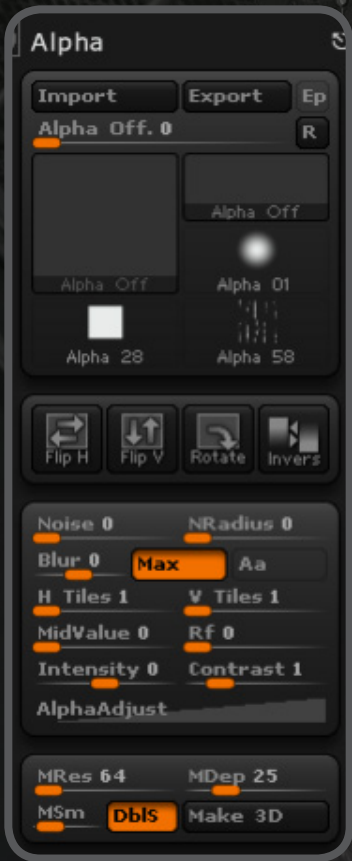 Alpha
Import Export Ep
Alpha Off. 0 R
Alpha Off
Alpha Off
Alpha 01
Alpha 28 Alpha 58
Flip H Flip V Rotate Invers
Noise 0 NRadius 0
Blur 0 Max Aa
H Tiles 1 V Tiles 1
MidValue 0 Rf 0
Intensity 0 Contrast 1
AlphaAdjust
MRes 64 MDep 25
MSm DblS Make 3D